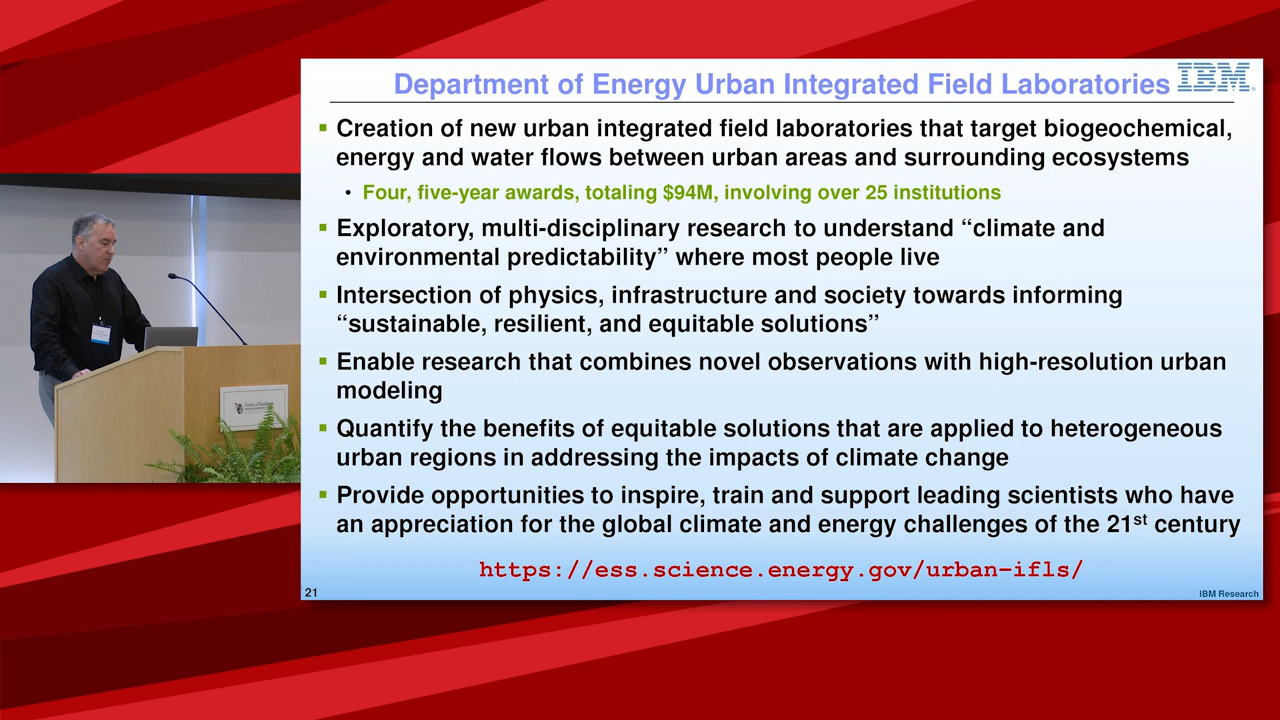 Department of Energy Urban Integrated Field Laboratories
IBM
▪ Creation of new urban integrated field laboratories that target biogeochemical,
energy and water flows between urban areas and surrounding ecosystems
• Four, five-year awards, totaling $94M, involving over 25 institutions
▪ Exploratory, multi-disciplinary research to understand “climate and
environmental predictability” where most people live
▪ Intersection of physics, infrastructure and society towards informing
“sustainable, resilient, and equitable solutions”
▪ Enable research that combines novel observations with high-resolution urban
modeling
▪ Quantify the benefits of equitable solutions that are applied to heterogeneous
urban regions in addressing the impacts of climate change
▪ Provide opportunities to inspire, train and support leading scientists who have
an appreciation for the global climate and energy challenges of the 21st century
https://ess.science.energy.gov/urban-ifls/
21
IBM Research